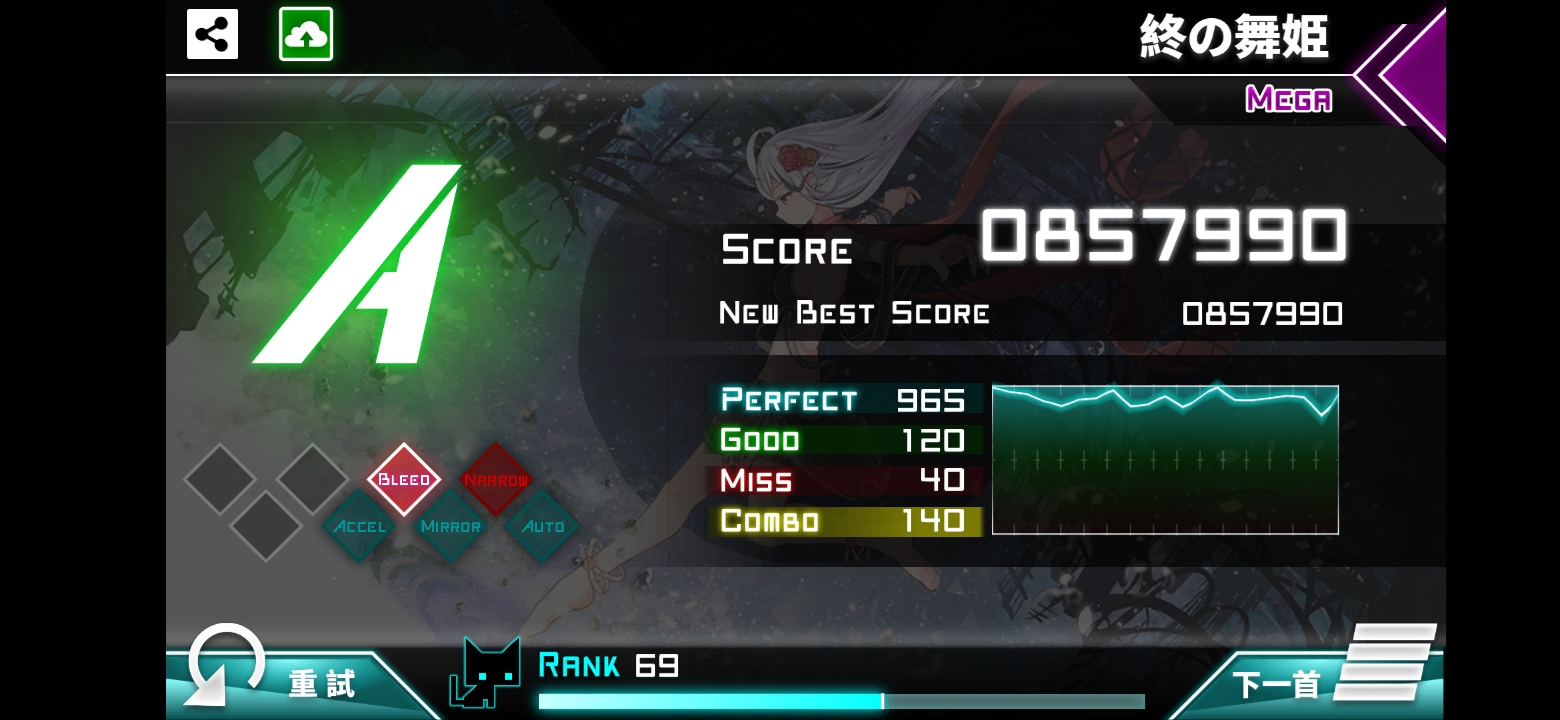 終の舞姫
MEGA
A
SCORE 0857990
NEW BEST SCORE 0857990
PERFECT 965
GOOD 120
MISS 40
COMBO 140
BLEED NARROW
ACCEL MIRROR AUTO
RANK 69
重試
下一首